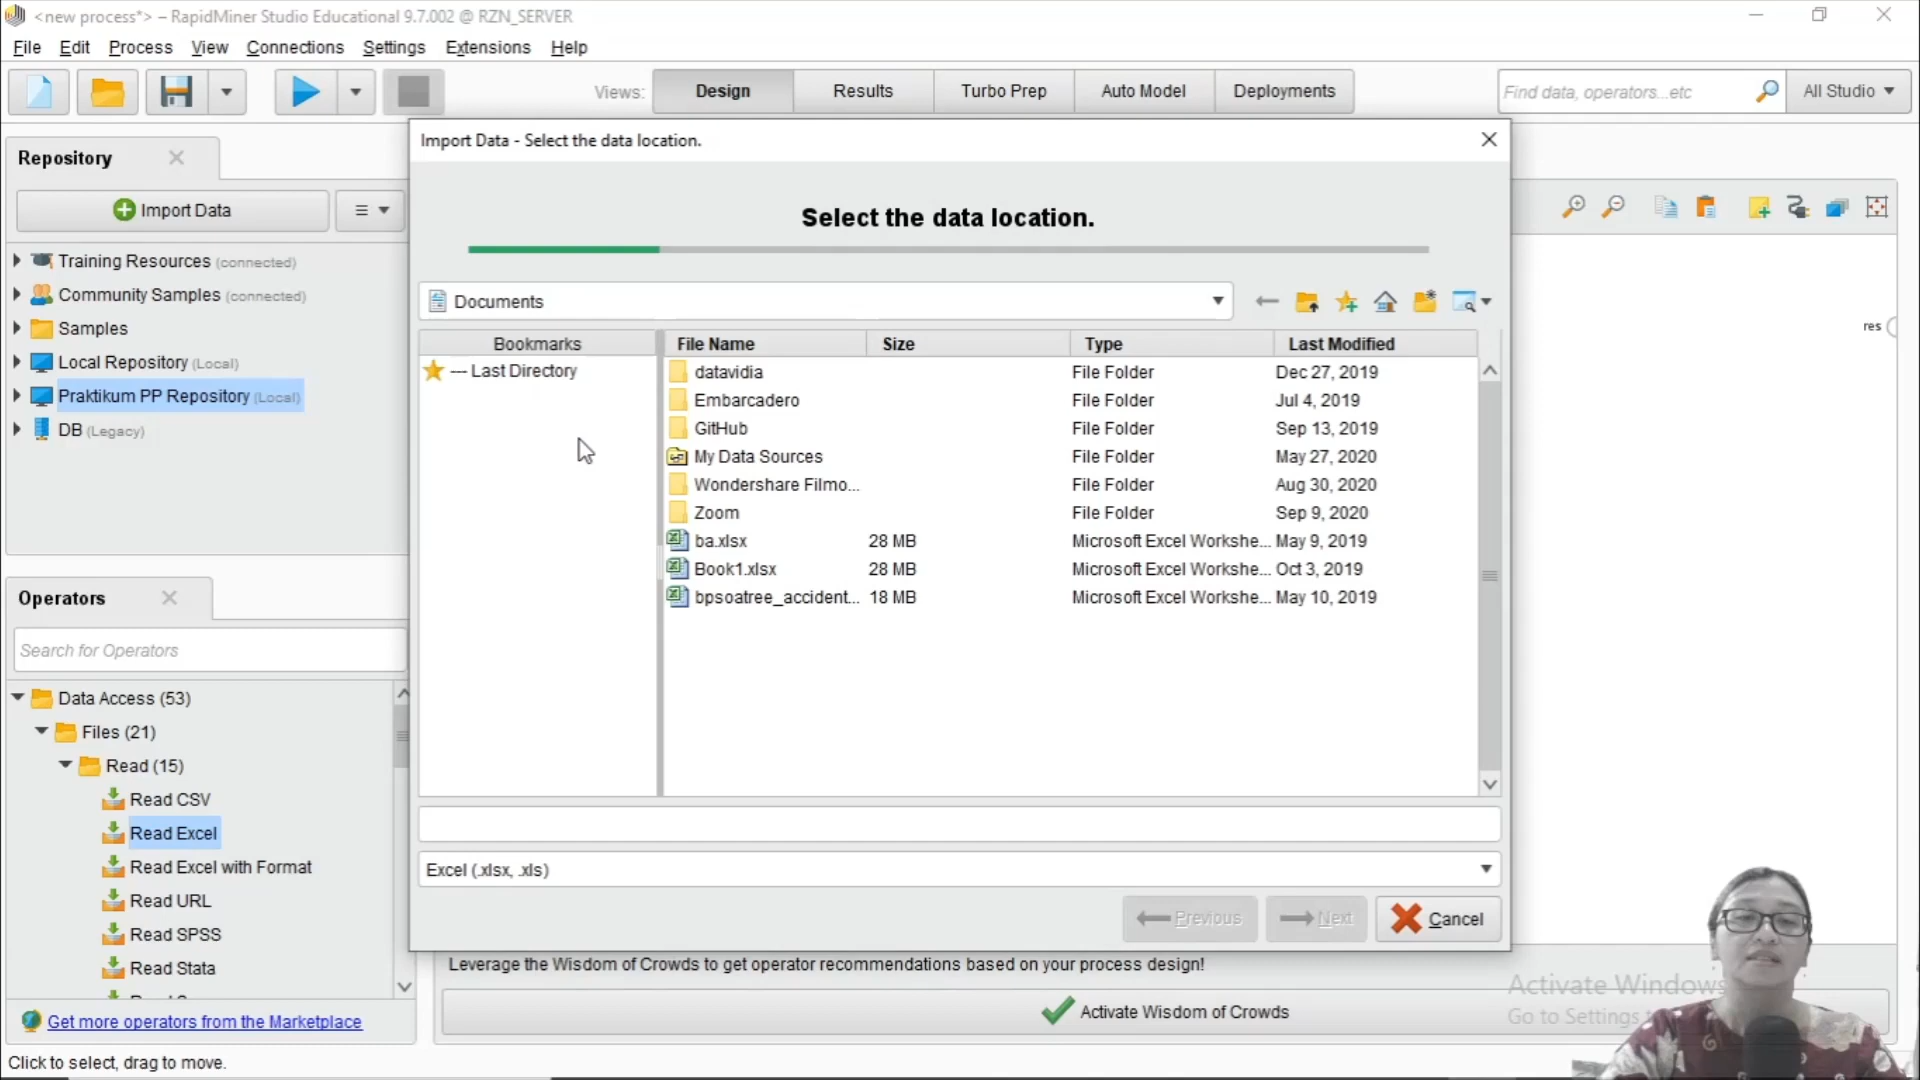 <new process*> – RapidMiner Studio Educational 9.7.002 @ RZN_SERVER
File Edit Process View Connections Settings Extensions Help
Views: Design Results Turbo Prep Auto Model Deployments
Find data, operators...etc
All Studio
Repository
Import Data
Training Resources (connected)
Community Samples (connected)
Samples
Local Repository (Local)
Praktikum PP Repository (Local)
DB (Legacy)
Operators
Search for Operators
Data Access (53)
Files (21)
Read (15)
Read CSV
Read Excel
Read Excel with Format
Read URL
Read SPSS
Read Stata
Get more operators from the Marketplace
Click to select, drag to move.
Import Data - Select the data location.
Select the data location.
Documents
Bookmarks
--- Last Directory
File Name Size Type Last Modified
datavidia File Folder Dec 27, 2019
Embarcadero File Folder Jul 4, 2019
GitHub File Folder Sep 13, 2019
My Data Sources File Folder May 27, 2020
Wondershare Filmo... File Folder Aug 30, 2020
Zoom File Folder Sep 9, 2020
ba.xlsx 28 MB Microsoft Excel Workshe... May 9, 2019
Book1.xlsx 28 MB Microsoft Excel Workshe... Oct 3, 2019
bpsoatree_accident... 18 MB Microsoft Excel Workshe... May 10, 2019
Excel (.xlsx, .xls)
Previous Next Cancel
res
Leverage the Wisdom of Crowds to get operator recommendations based on your process design!
Activate Wisdom of Crowds
Activate Windows
Go to Settings